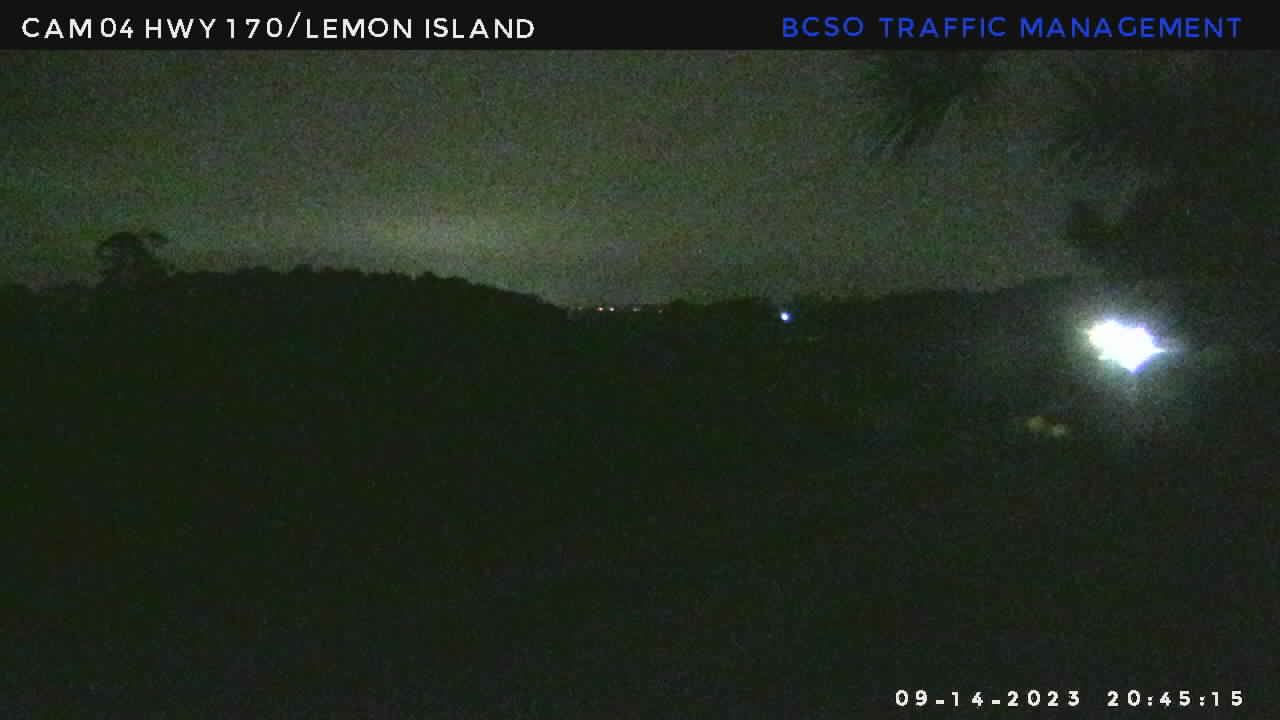 CAM04 HWY 170/LEMON ISLAND
BCSO TRAFFIC MANAGEMENT
09-14-2023 20:45:15